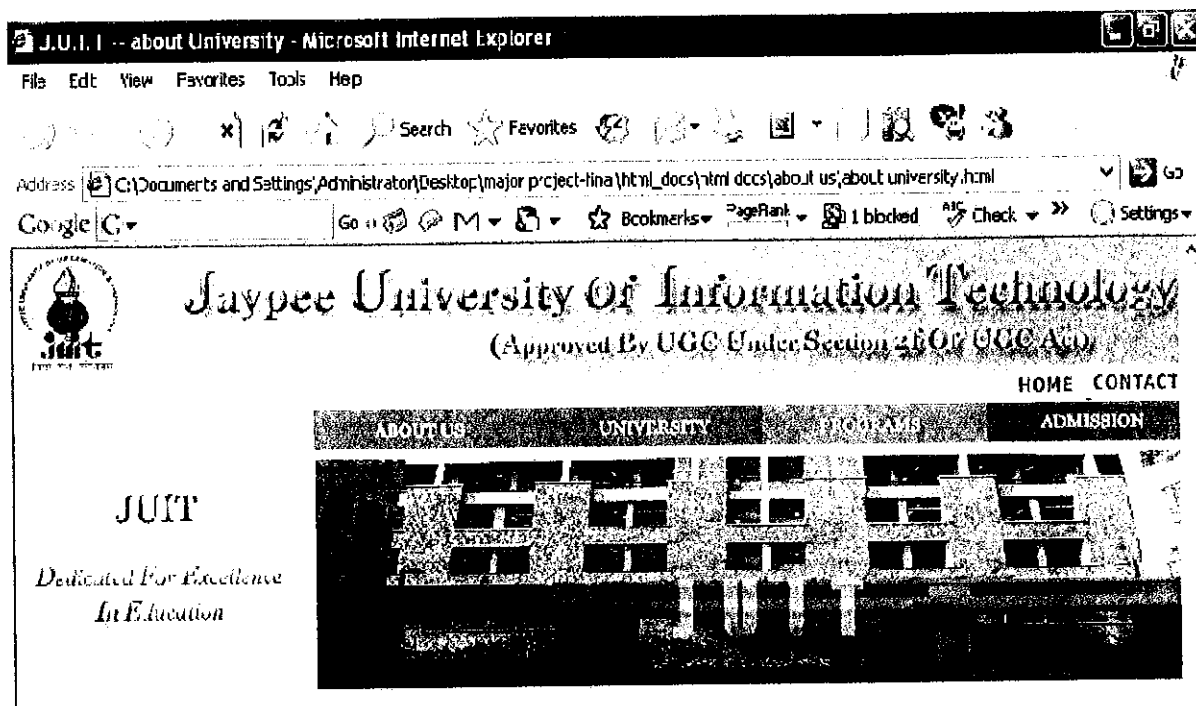 J.U.I.T -- about University - Microsoft Internet Explorer
File Edit View Favorites Tools Help
Search Favorites
Address C:\Documents and Settings\Administrator\Desktop\major project-final\html_docs\html docs\about us\about university.html Go
Google G Go M Bookmarks PageRank 1 blocked ABC Check >> Settings
Jaypee University Of Information Technology
juit
(Approved By UGC Under Section 2f Of UGC Act)
HOME CONTACT
ABOUT US UNIVERSITY PROGRAMS ADMISSION
JUIT
Dedicated For Excellence
In Education